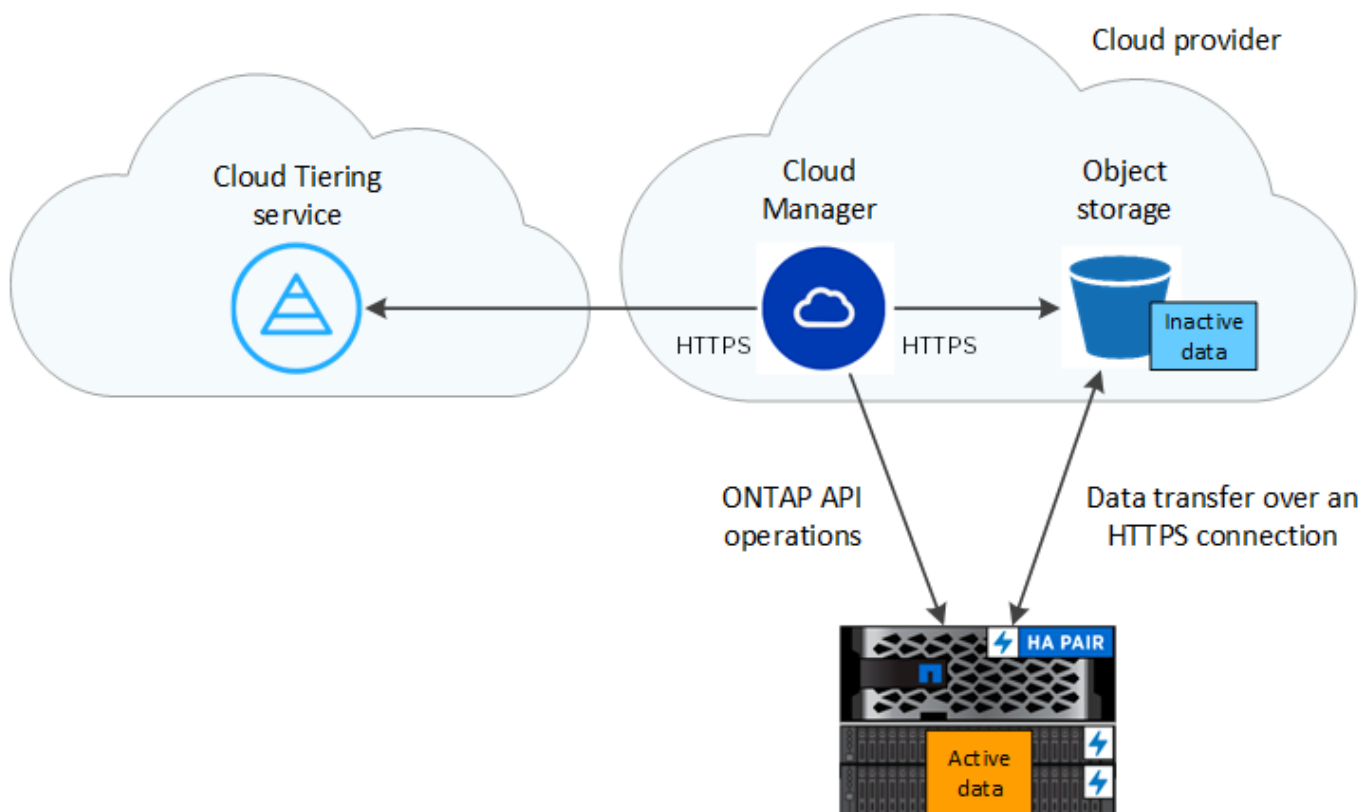 Cloud provider
Cloud Tiering
service
Cloud
Manager
Object
storage
HTTPS
HTTPS
Inactive
data
ONTAP API
operations
Data transfer over an
HTTPS connection
HA PAIR
Active
data